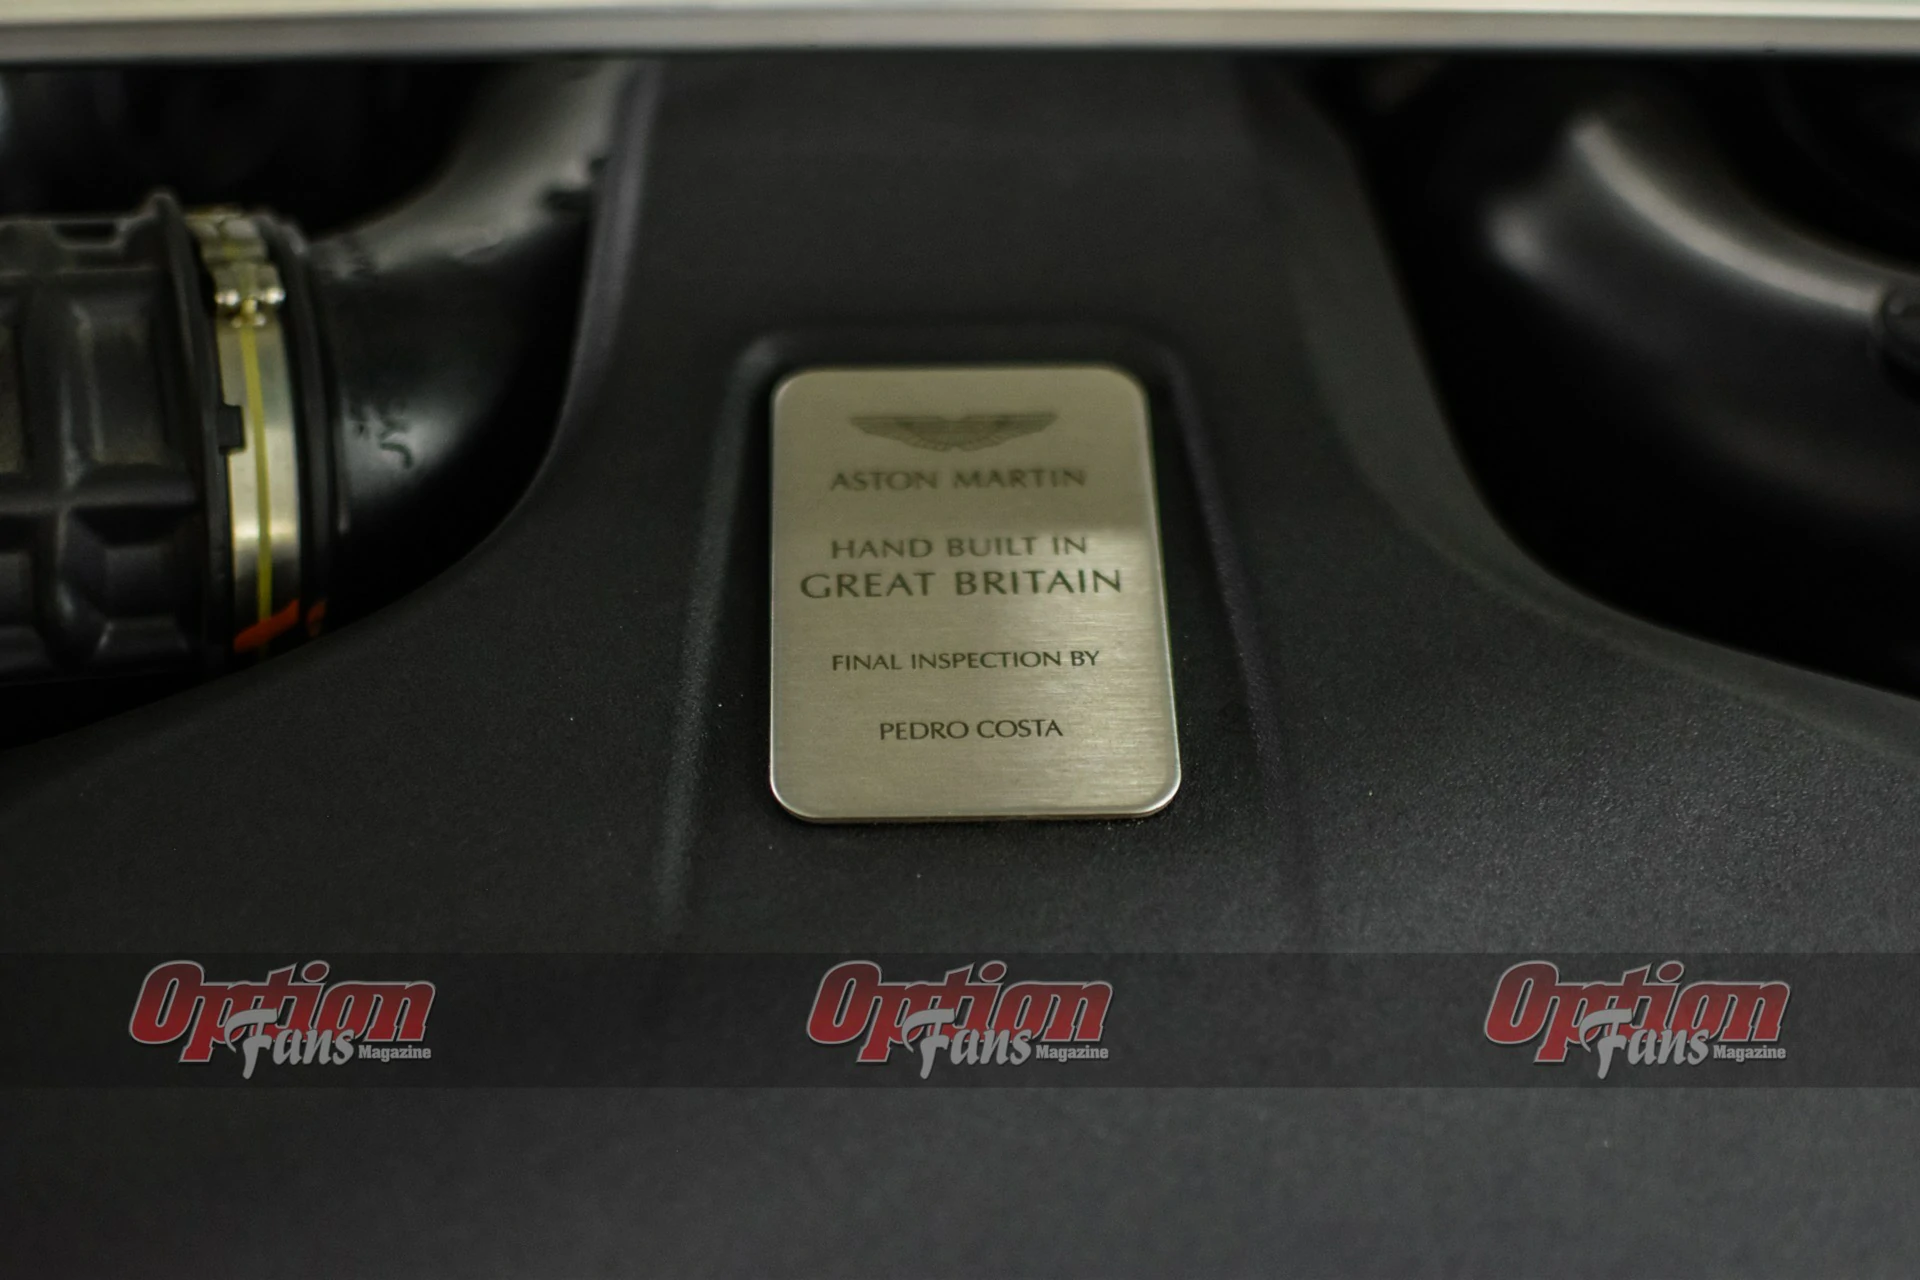 ASTON MARTIN
HAND BUILT IN
GREAT BRITAIN
FINAL INSPECTION BY
PEDRO COSTA
Option Fans Magazine
Option Fans Magazine
Option Fans Magazine